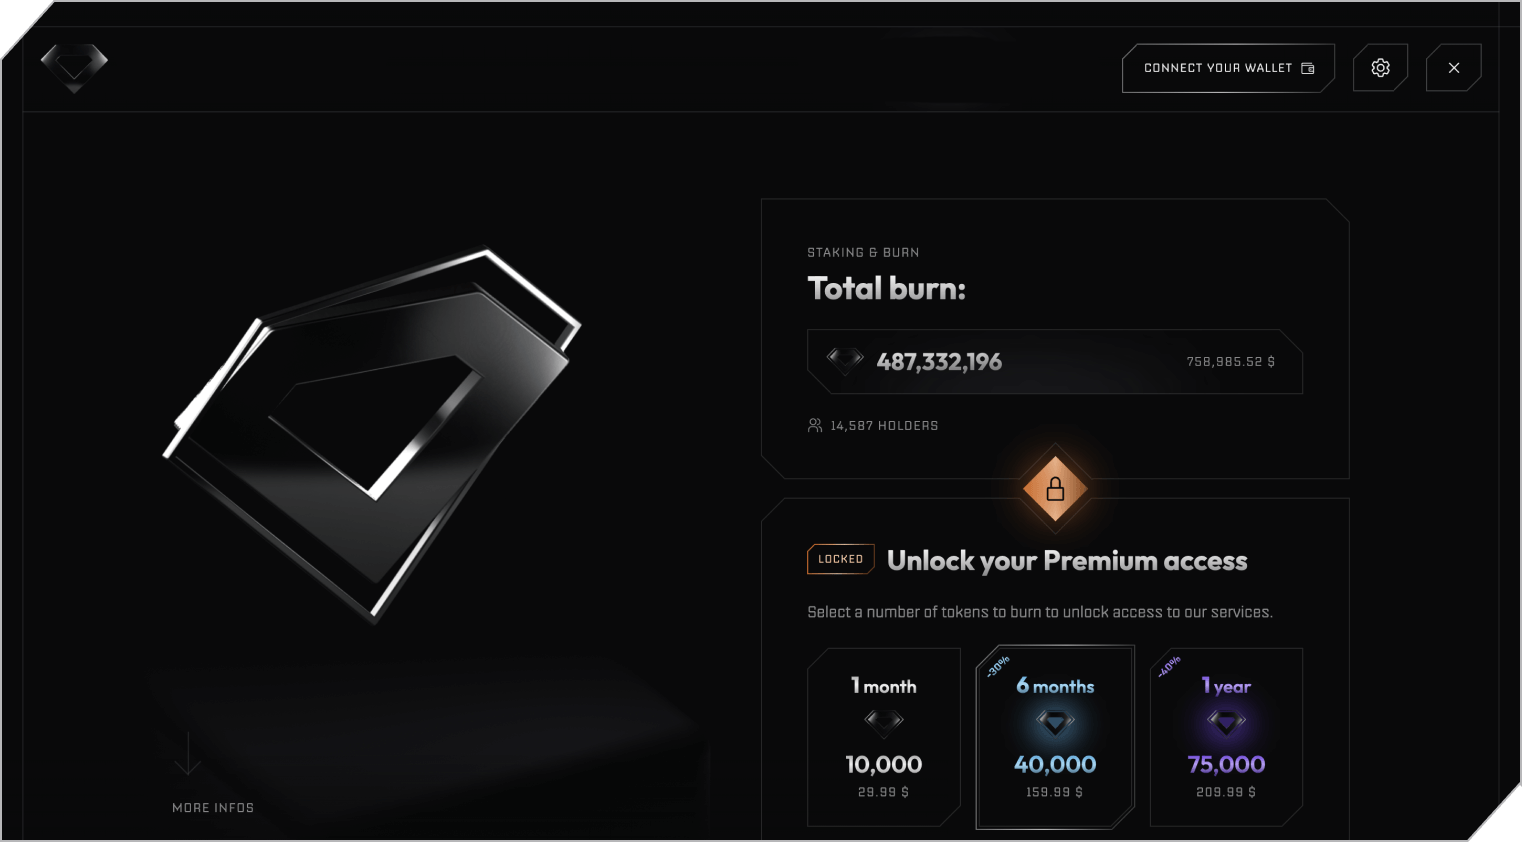 CONNECT YOUR WALLET
STAKING & BURN
Total burn:
487,332,196
758,985.52 $
14,587 HOLDERS
LOCKED
Unlock your Premium access
Select a number of tokens to burn to unlock access to our services.
1 month
10,000
29.99 $
-30%
6 months
40,000
159.99 $
-40%
1 year
75,000
209.99 $
MORE INFOS